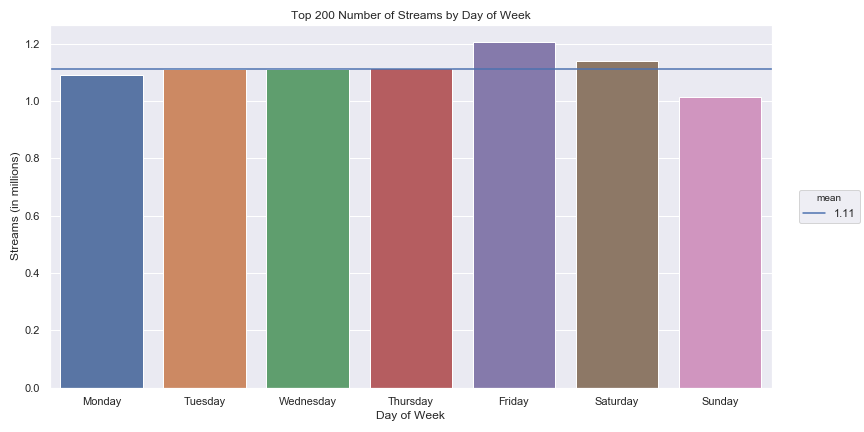 Top 200 Number of Streams by Day of Week
Streams (in millions)
1.2
1.0
0.8
0.6
0.4
0.2
0.0
Monday Tuesday Wednesday Thursday Friday Saturday Sunday
Day of Week
mean
1.11